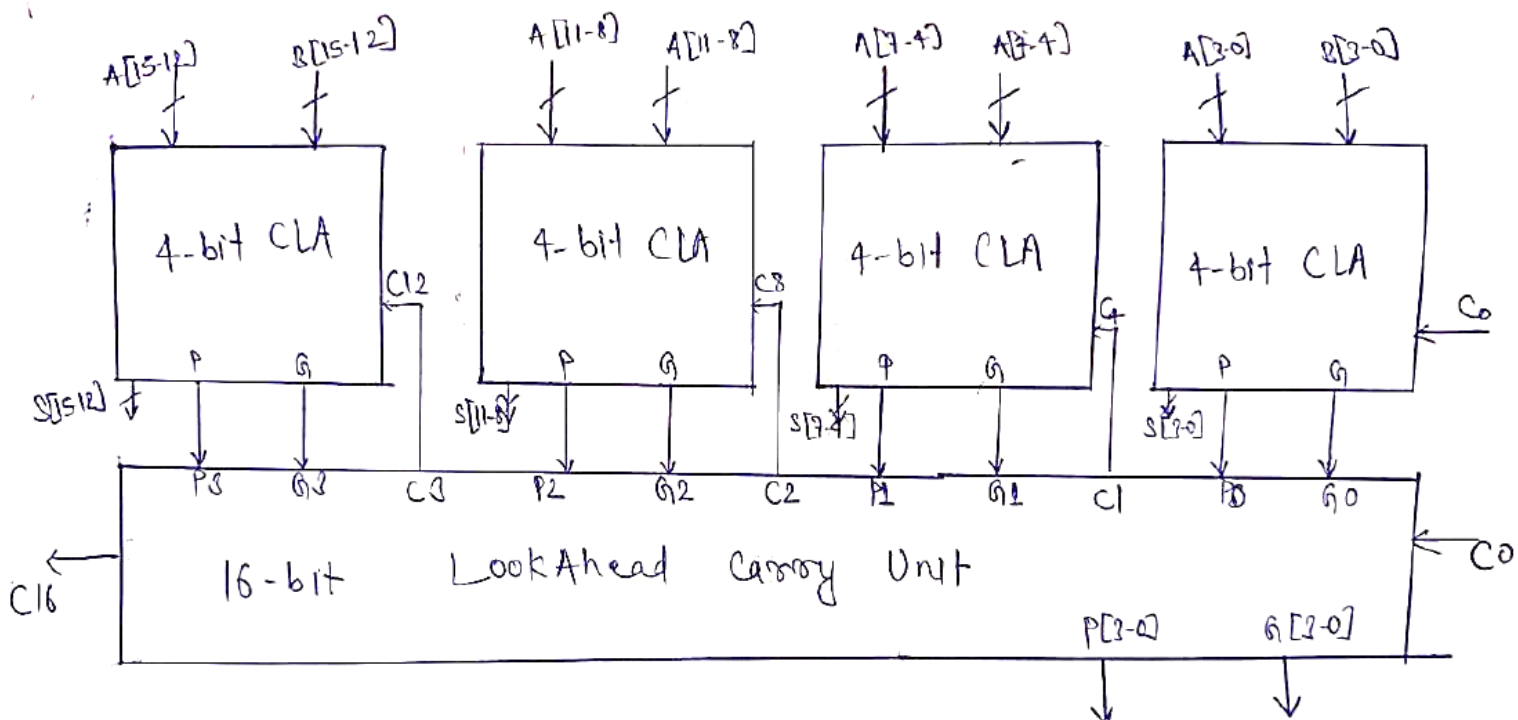 A[15-12] B[15-12] A[11-8] A[11-8] A[7-4] A[7-4] A[3-0] B[3-0]
4-bit CLA 4-bit CLA 4-bit CLA 4-bit CLA
C12 C8 C4 C0
P G P G P G P G
S[15-12] S[11-8] S[7-4] S[3-0]
P3 G3 C3 P2 G2 C2 P1 G1 C1 P0 G0
C16 16-bit LookAhead Carry Unit C0
P[3-0] G[3-0]